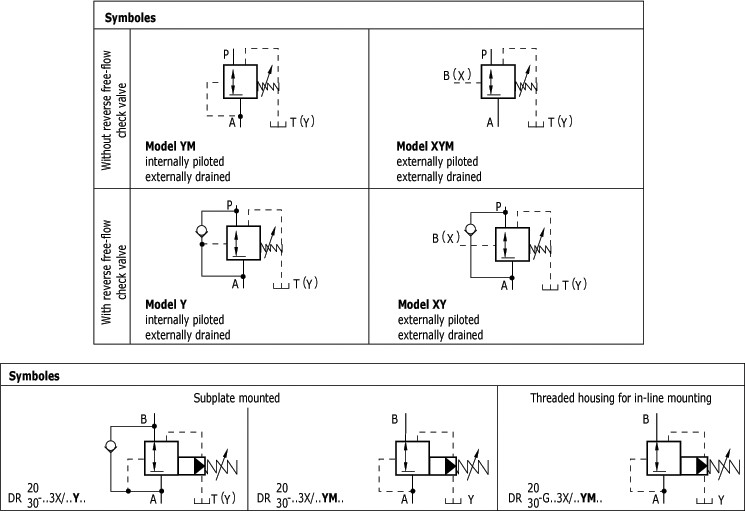 Symboles
Without reverse free-flow
check valve
P
A
T(Y)
Model YM
internally piloted
externally drained
P
B(X)
A
T(Y)
Model XYM
externally piloted
externally drained
With reverse free-flow
check valve
P
A
T(Y)
Model Y
internally piloted
externally drained
P
B(X)
A
T(Y)
Model XY
externally piloted
externally drained
Symboles
Subplate mounted
Threaded housing for in-line mounting
B
A
T(Y)
DR 20
30-..3X/..Y..
B
A
Y
DR 20
30-..3X/..YM..
B
A
Y
DR 20
30-G..3X/..YM..